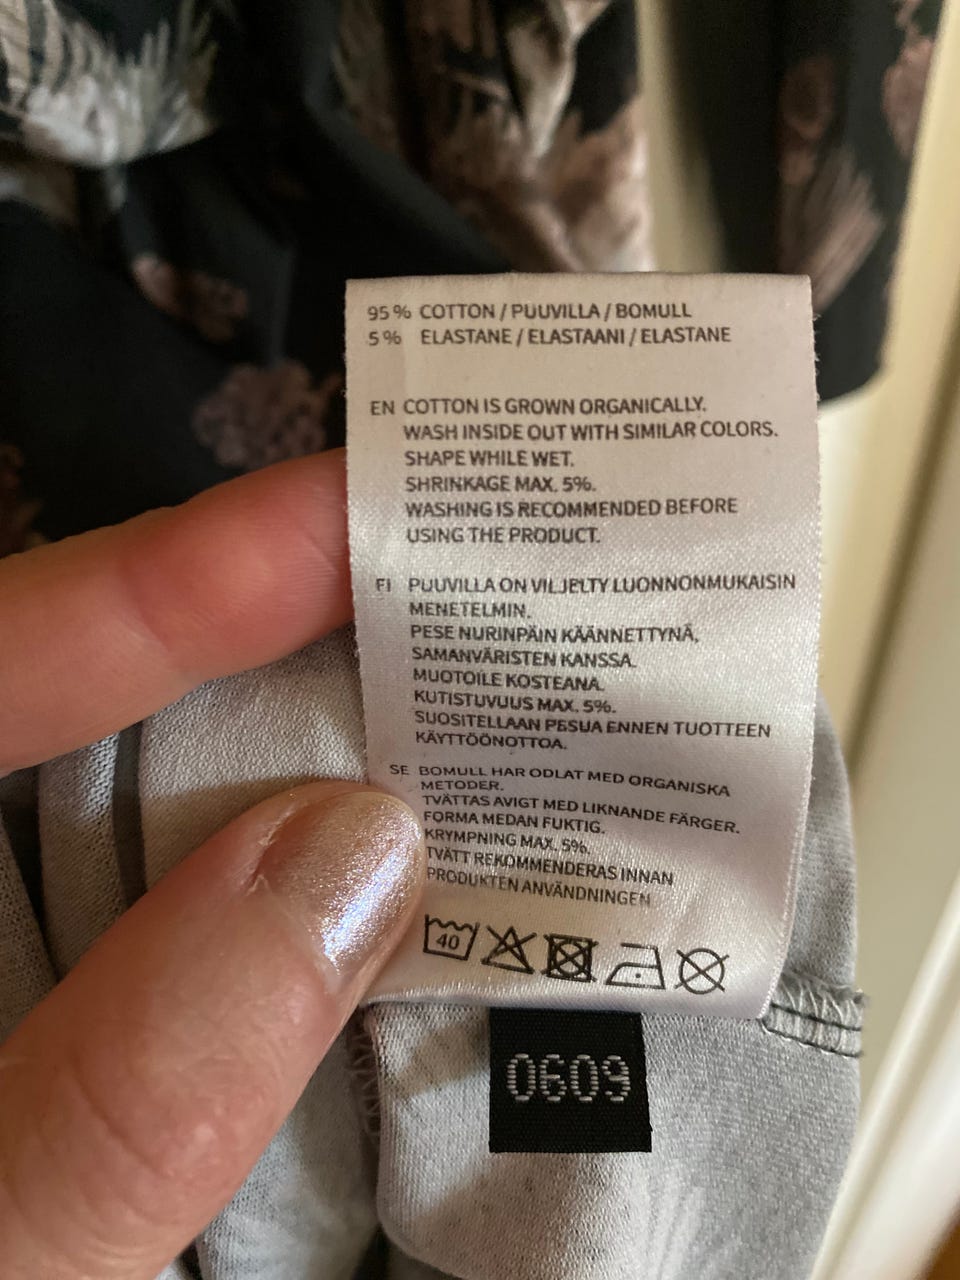 95% COTTON / PUUVILLA / BOMULL
5% ELASTANE / ELASTAANI / ELASTANE
EN COTTON IS GROWN ORGANICALLY.
WASH INSIDE OUT WITH SIMILAR COLORS.
SHAPE WHILE WET.
SHRINKAGE MAX. 5%.
WASHING IS RECOMMENDED BEFORE
USING THE PRODUCT.
FI PUUVILLA ON VILJELTY LUONNONMUKAISIN
MENETELMIN.
PESE NURINPÄIN KÄÄNNETTYNÄ,
SAMANVÄRISTEN KANSSA.
MUOTOILE KOSTEANA.
KUTISTUVUUS MAX. 5%.
SUOSITELLAAN PESUA ENNEN TUOTTEEN
KÄYTTÖÖNOTTOA.
SE BOMULL HAR ODLAT MED ORGANISKA
METODER.
TVÄTTAS AVIGT MED LIKNANDE FÄRGER.
FORMA MEDAN FUKTIG.
KRYMPNING MAX. 5%.
TVÄTT REKOMMENDERAS INNAN
PRODUKTEN ANVÄNDNINGEN
40
0609